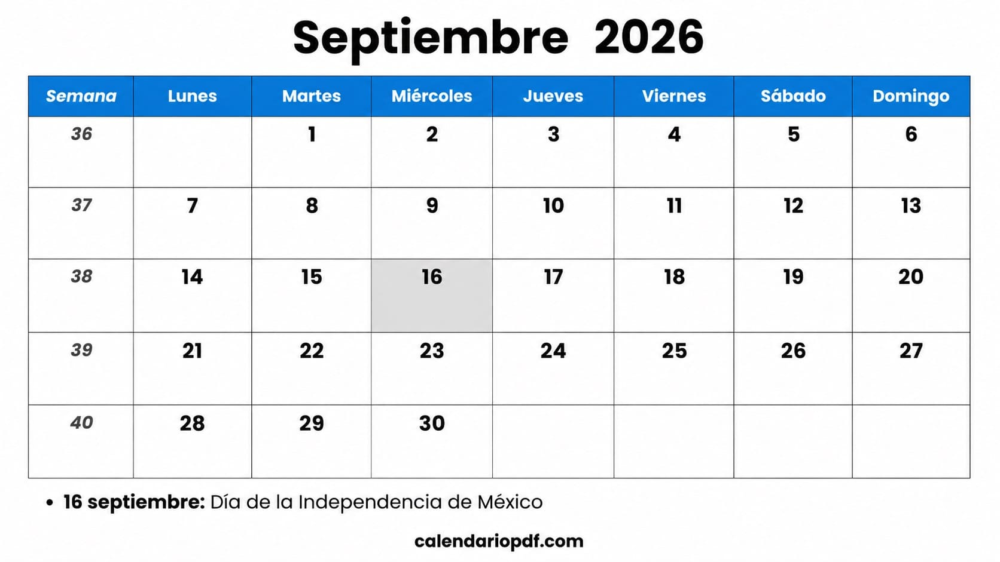 Septiembre 2026
Semana Lunes Martes Miércoles Jueves Viernes Sábado Domingo
36 1 2 3 4 5 6
37 7 8 9 10 11 12 13
38 14 15 16 17 18 19 20
39 21 22 23 24 25 26 27
40 28 29 30
• 16 septiembre: Día de la Independencia de México
calendariopdf.com